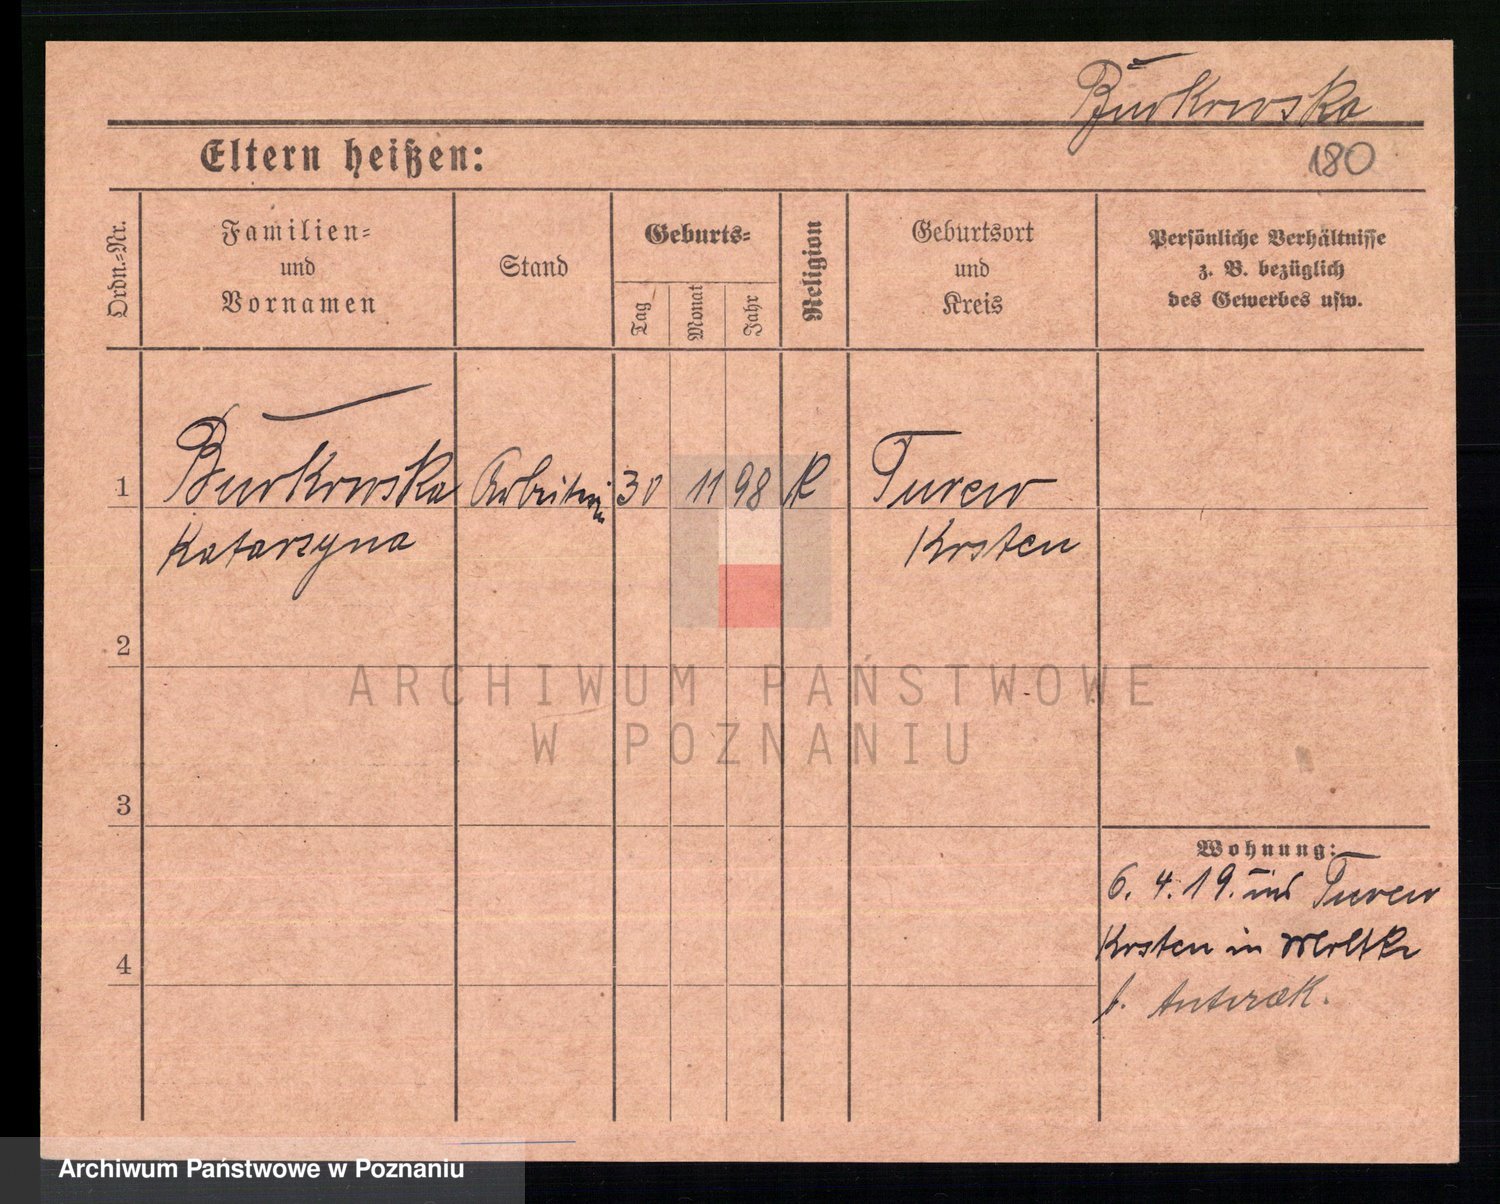 Burkowska
Eltern heißen:
180
Ordn.-Nr.
Familien-
und
Vornamen
Stand
Geburts-
Tag
Monat
Jahr
Religion
Geburtsort
und
Kreis
Persönliche Verhältnisse
z. B. bezüglich
des Gewerbes usw.
1 Burkowska Arbeiterin 30 11 98 K Turew
Katarzyna Kosten
2
ARCHIWUM PAŃSTWOWE
W POZNANIU
3
Wohnung:
6. 4. 19. aus Turew
Kosten in Moltke
b.
4
Archiwum Państwowe w Poznaniu